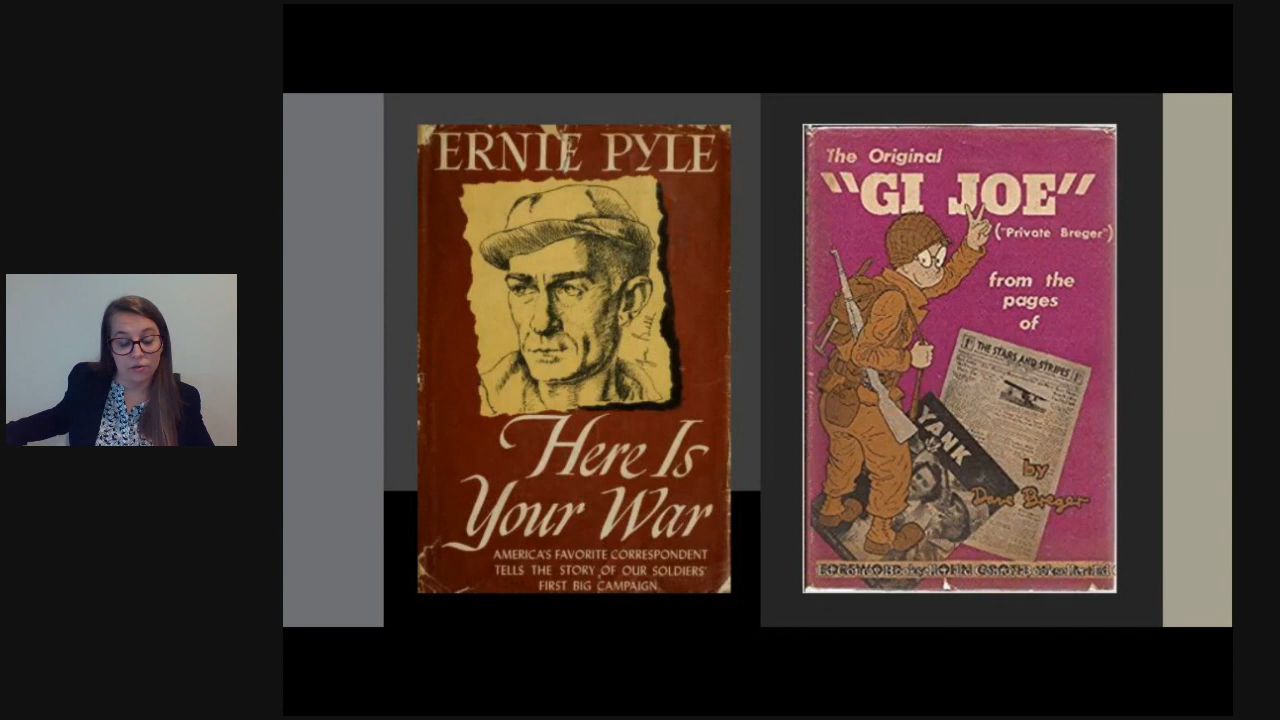 ERNIE PYLE
Here Is
Your War
AMERICA'S FAVORITE CORRESPONDENT
TELLS THE STORY OF OUR SOLDIERS'
FIRST BIG CAMPAIGN
The Original
"GI JOE"
("Private Breger")
from the
pages
of
THE STARS AND STRIPES
YANK
by
Dave Breger
FOREWORD by JOHN GROTH